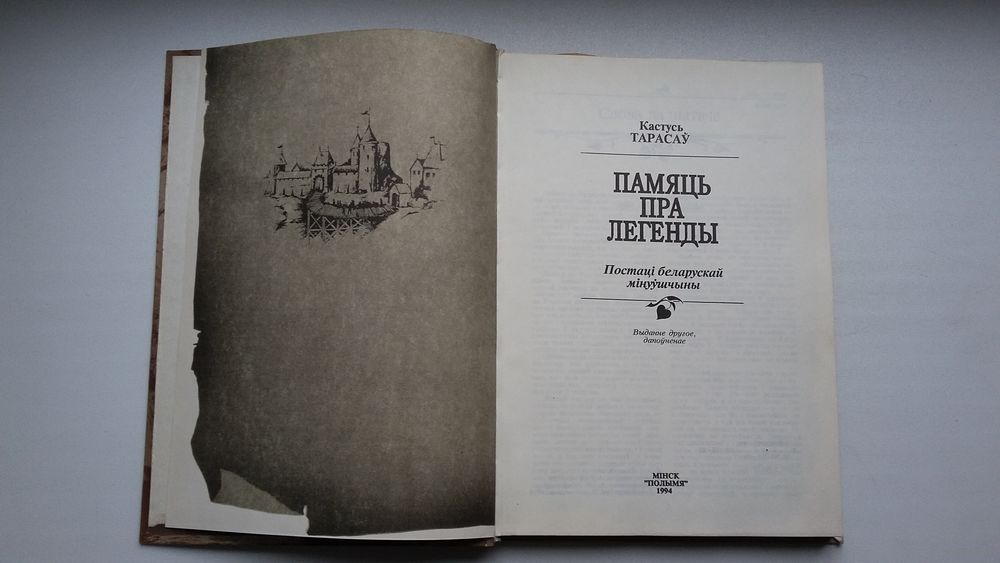 Кастусь
ТАРАСАЎ
ПАМЯЦЬ
ПРА
ЛЕГЕНДЫ
Постаці беларускай
мінуўшчыны
Выданне другое,
дапоўненае
МІНСК
"ПОЛЫМЯ"
1994